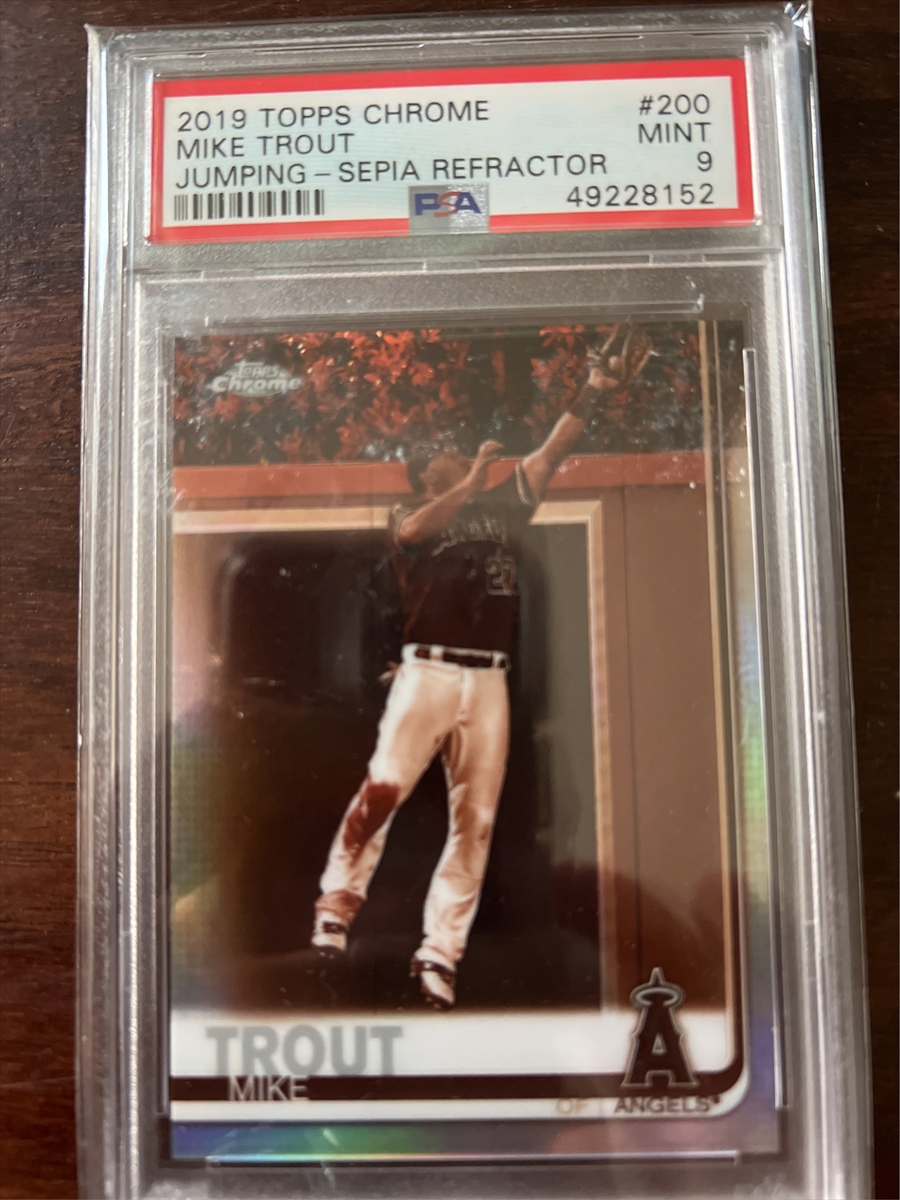 2019 TOPPS CHROME #200
MIKE TROUT MINT
JUMPING - SEPIA REFRACTOR 9
PSA 49228152
Topps
Chrome
27
TROUT
MIKE
OF ANGELS
A